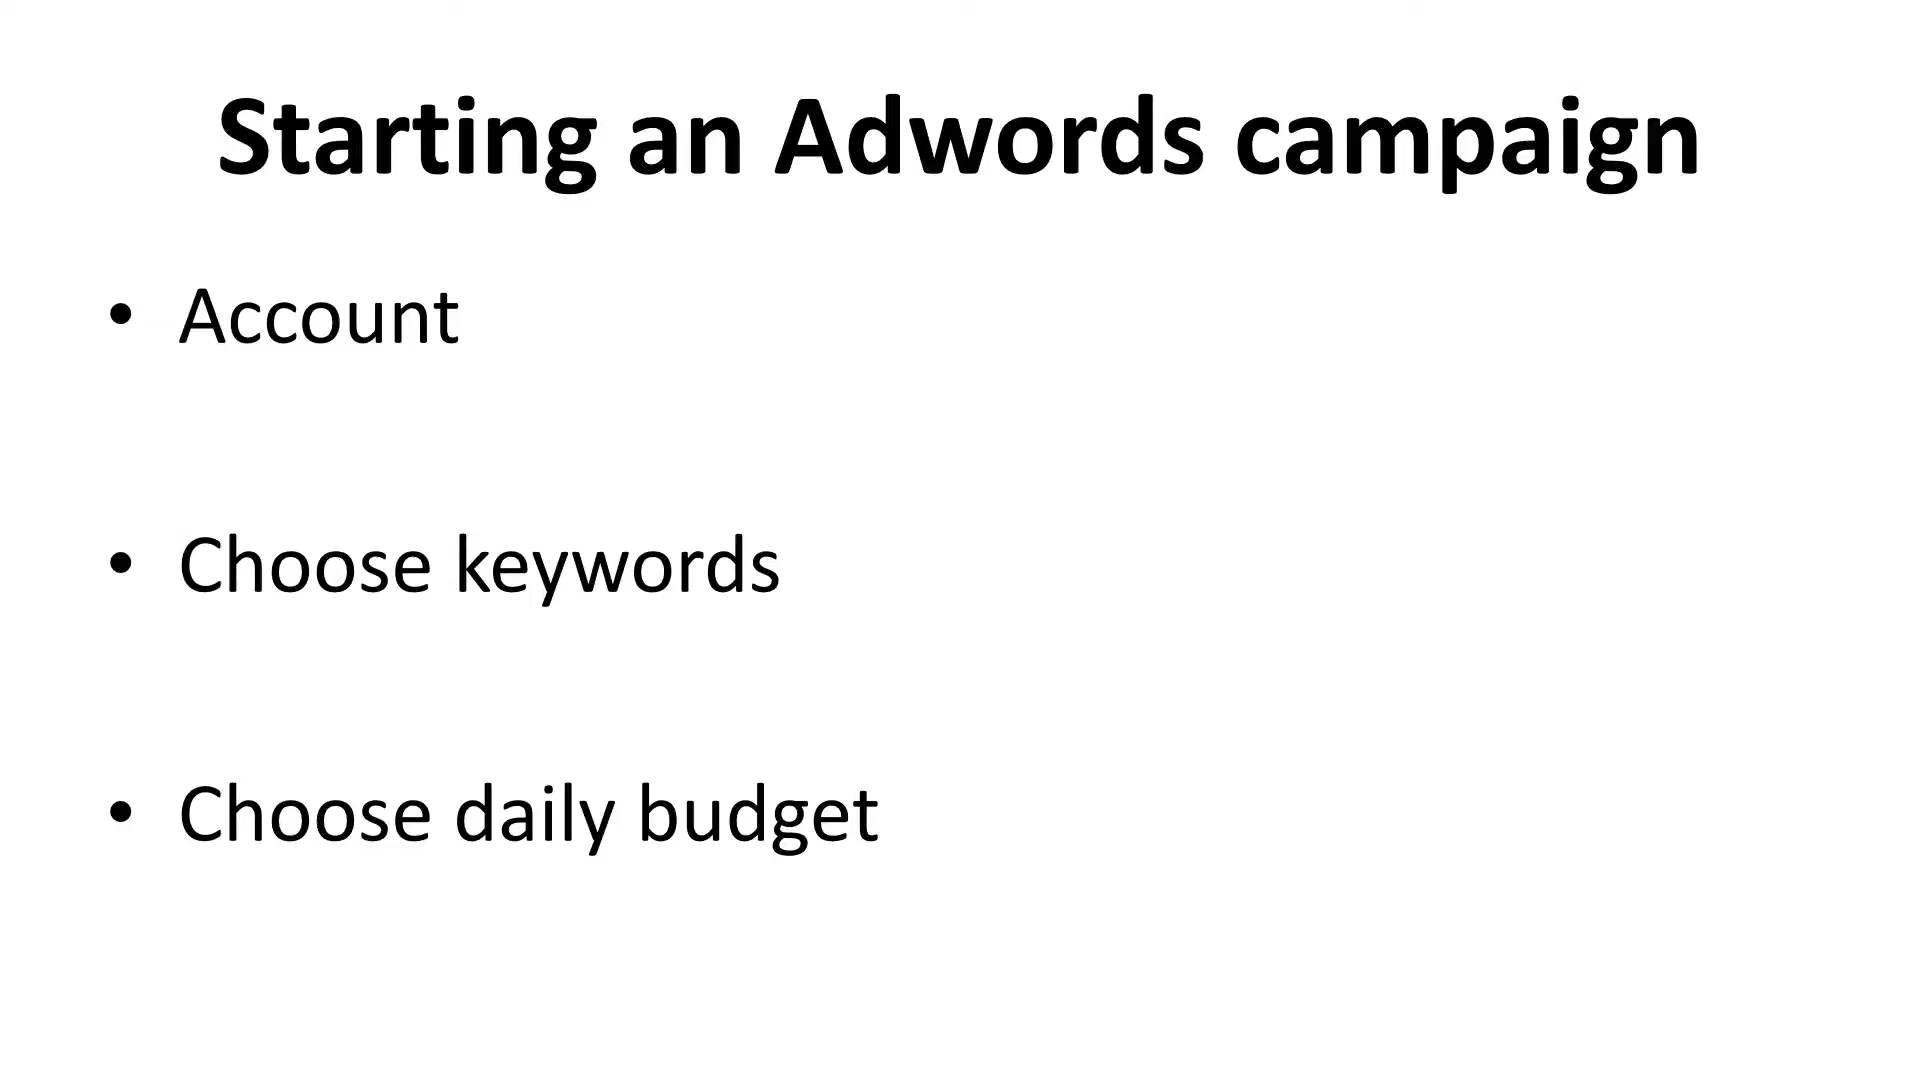 Starting an Adwords campaign
• Account
• Choose keywords
• Choose daily budget